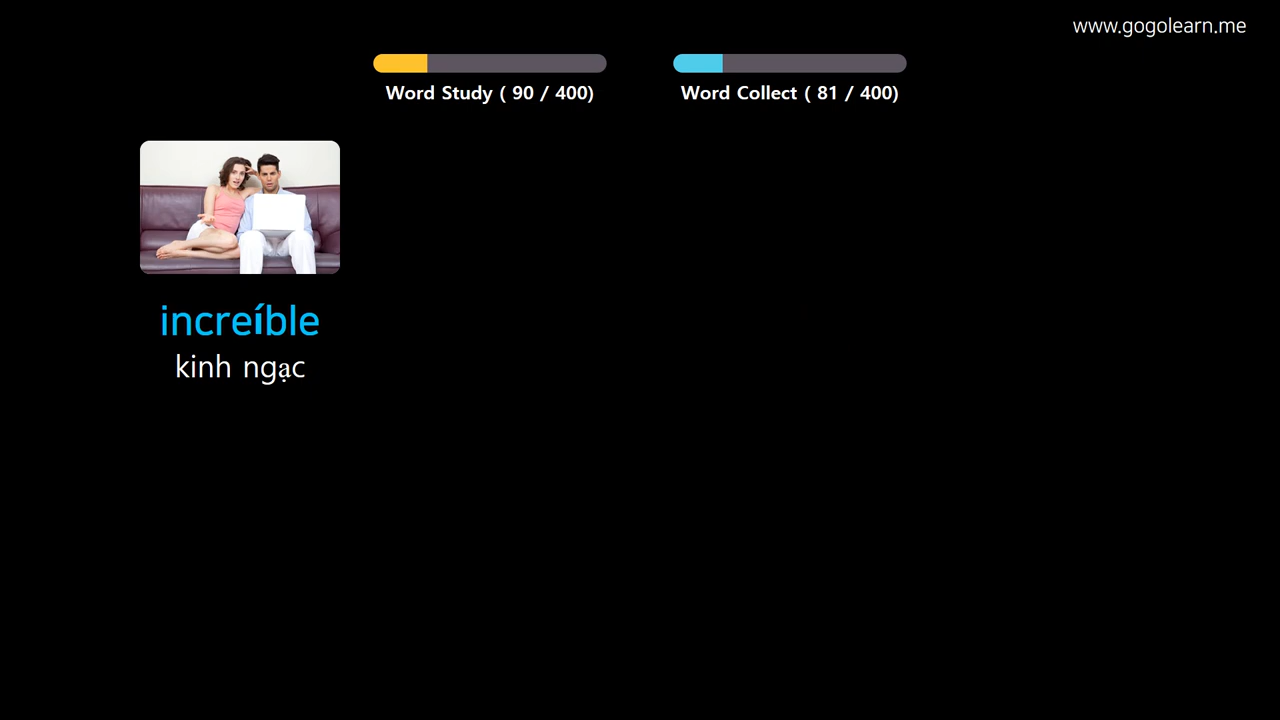 www.gogolearn.me
Word Study ( 90 / 400)
Word Collect ( 81 / 400)
increíble
kinh ngạc